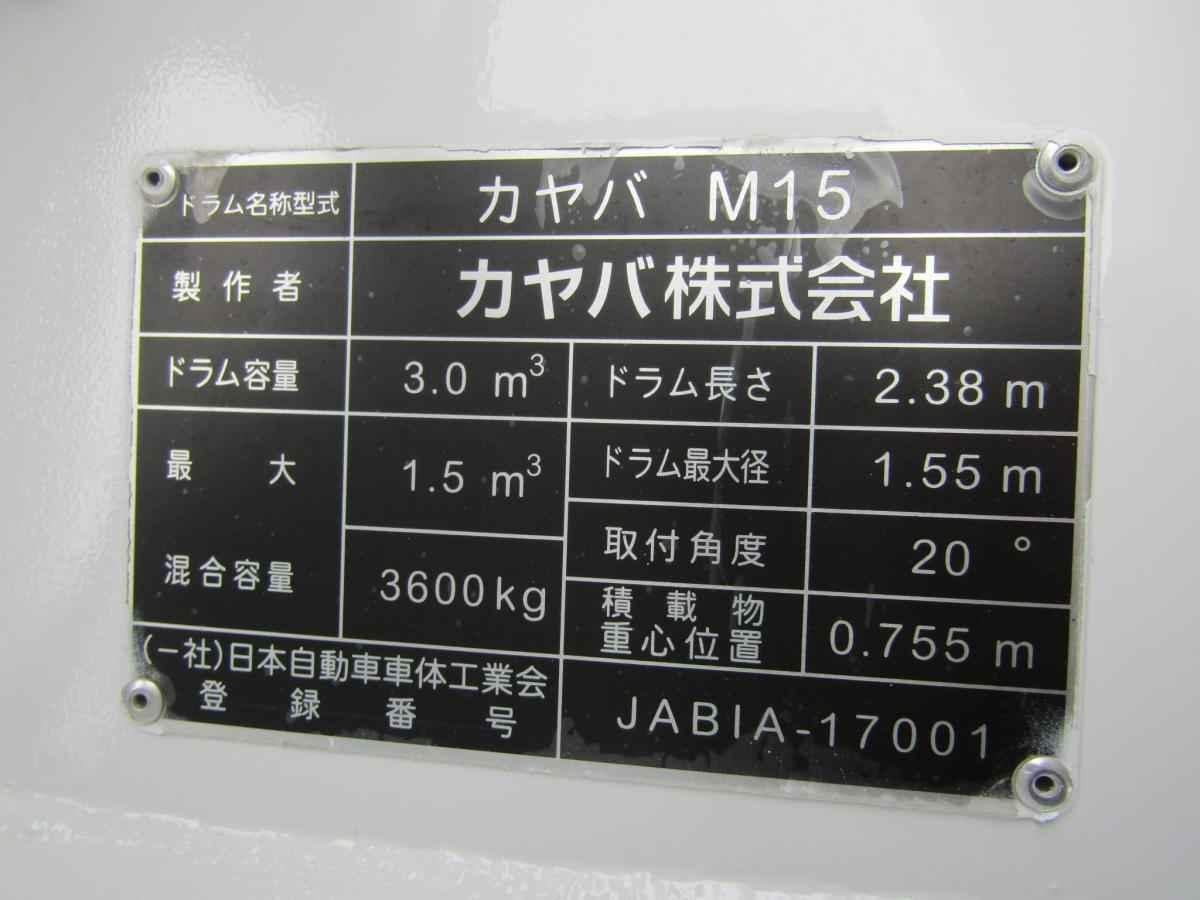 ドラム名称型式 カヤバ M15
製作者 カヤバ株式会社
ドラム容量 3.0 m³ ドラム長さ 2.38 m
最大 1.5 m³ ドラム最大径 1.55 m
取付角度 20 °
混合容量 3600kg 積載物
重心位置 0.755 m
(一社)日本自動車車体工業会
登録番号 JABIA-17001